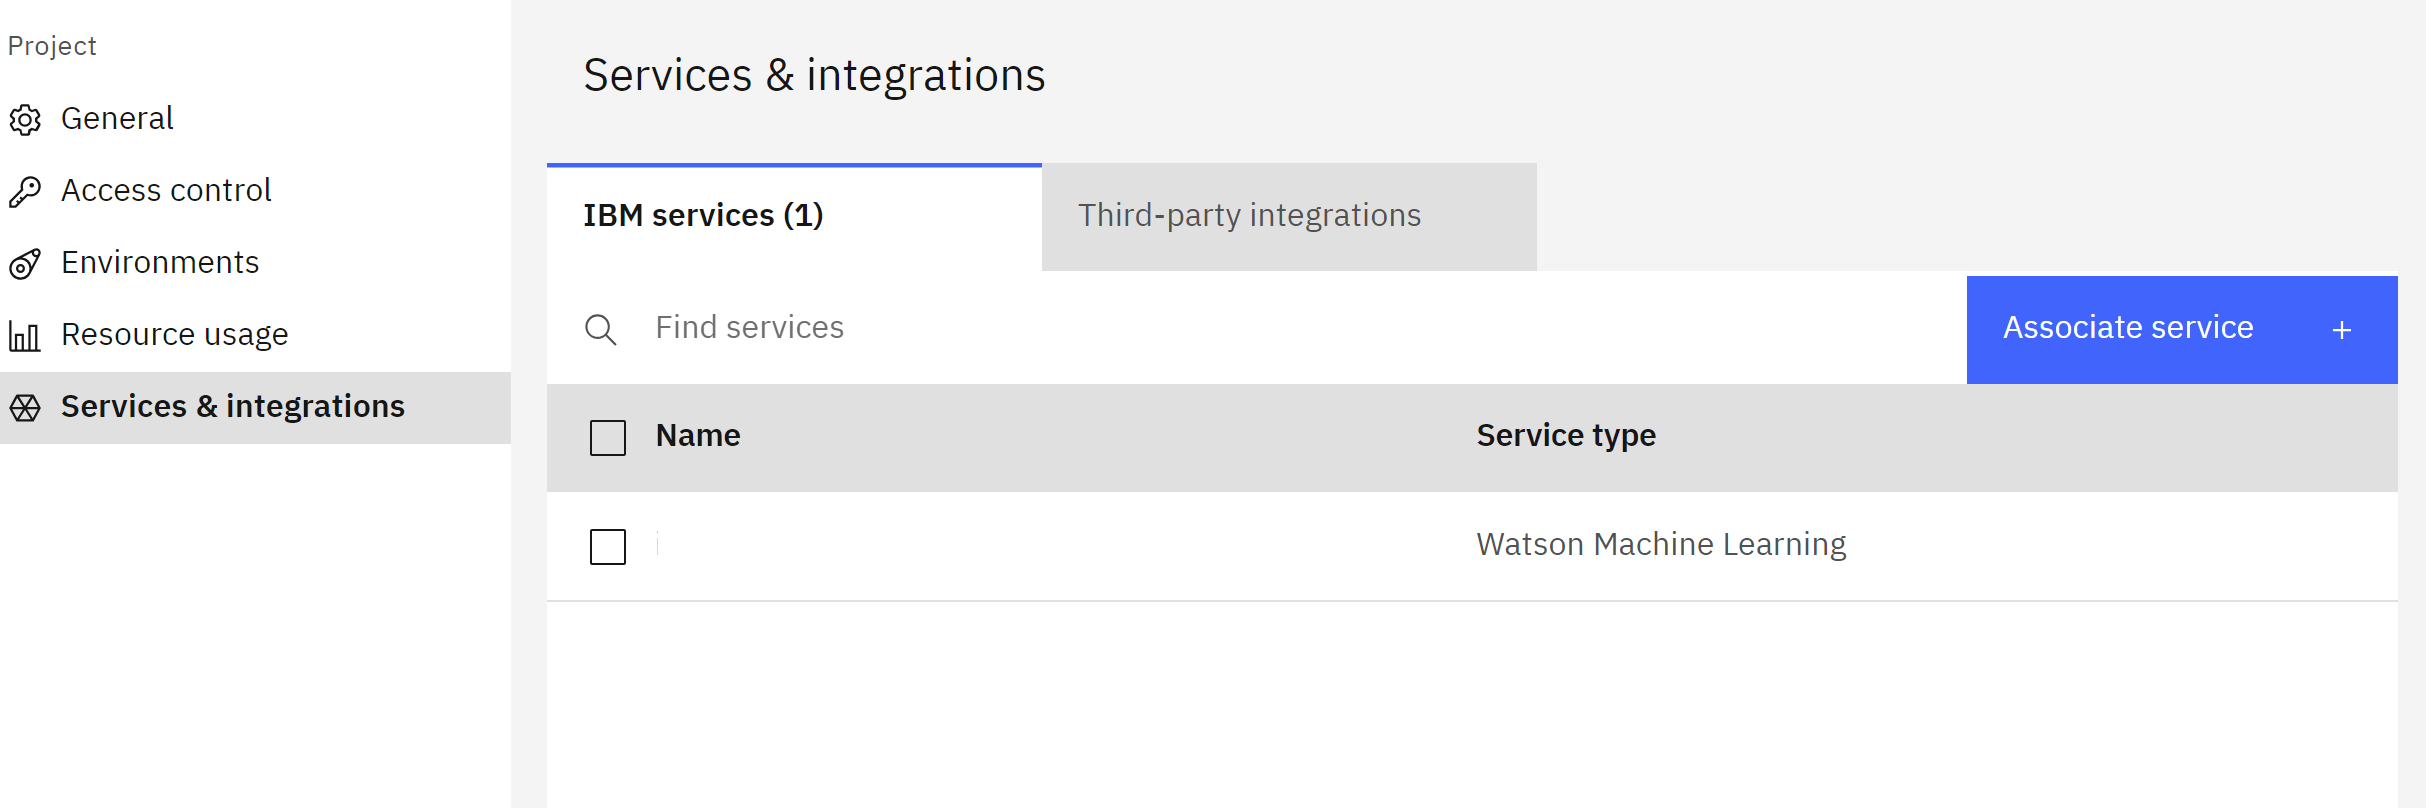 Project
General
Access control
Environments
Resource usage
Services & integrations
Services & integrations
IBM services (1)
Third-party integrations
Find services
Associate service +
Name
Service type
Watson Machine Learning